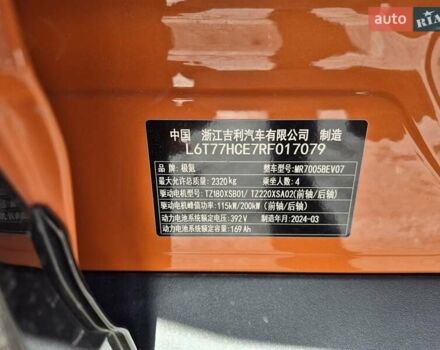 auto RIA
中国 浙江吉利汽车有限公司 制造
L6T77HCE7RF017079
品牌:极氪 整车型号:MR7005BEV07
最大允许总质量:2320kg 乘坐人数:4
驱动电机型号:TZ180XSB01/TZ220XSA02(前轴/后轴)
驱动电机峰值功率:115kW/200kW (前轴/后轴)
动力电池系统额定电压:392V 制造年月:2024-03
动力电池系统额定容量:169Ah